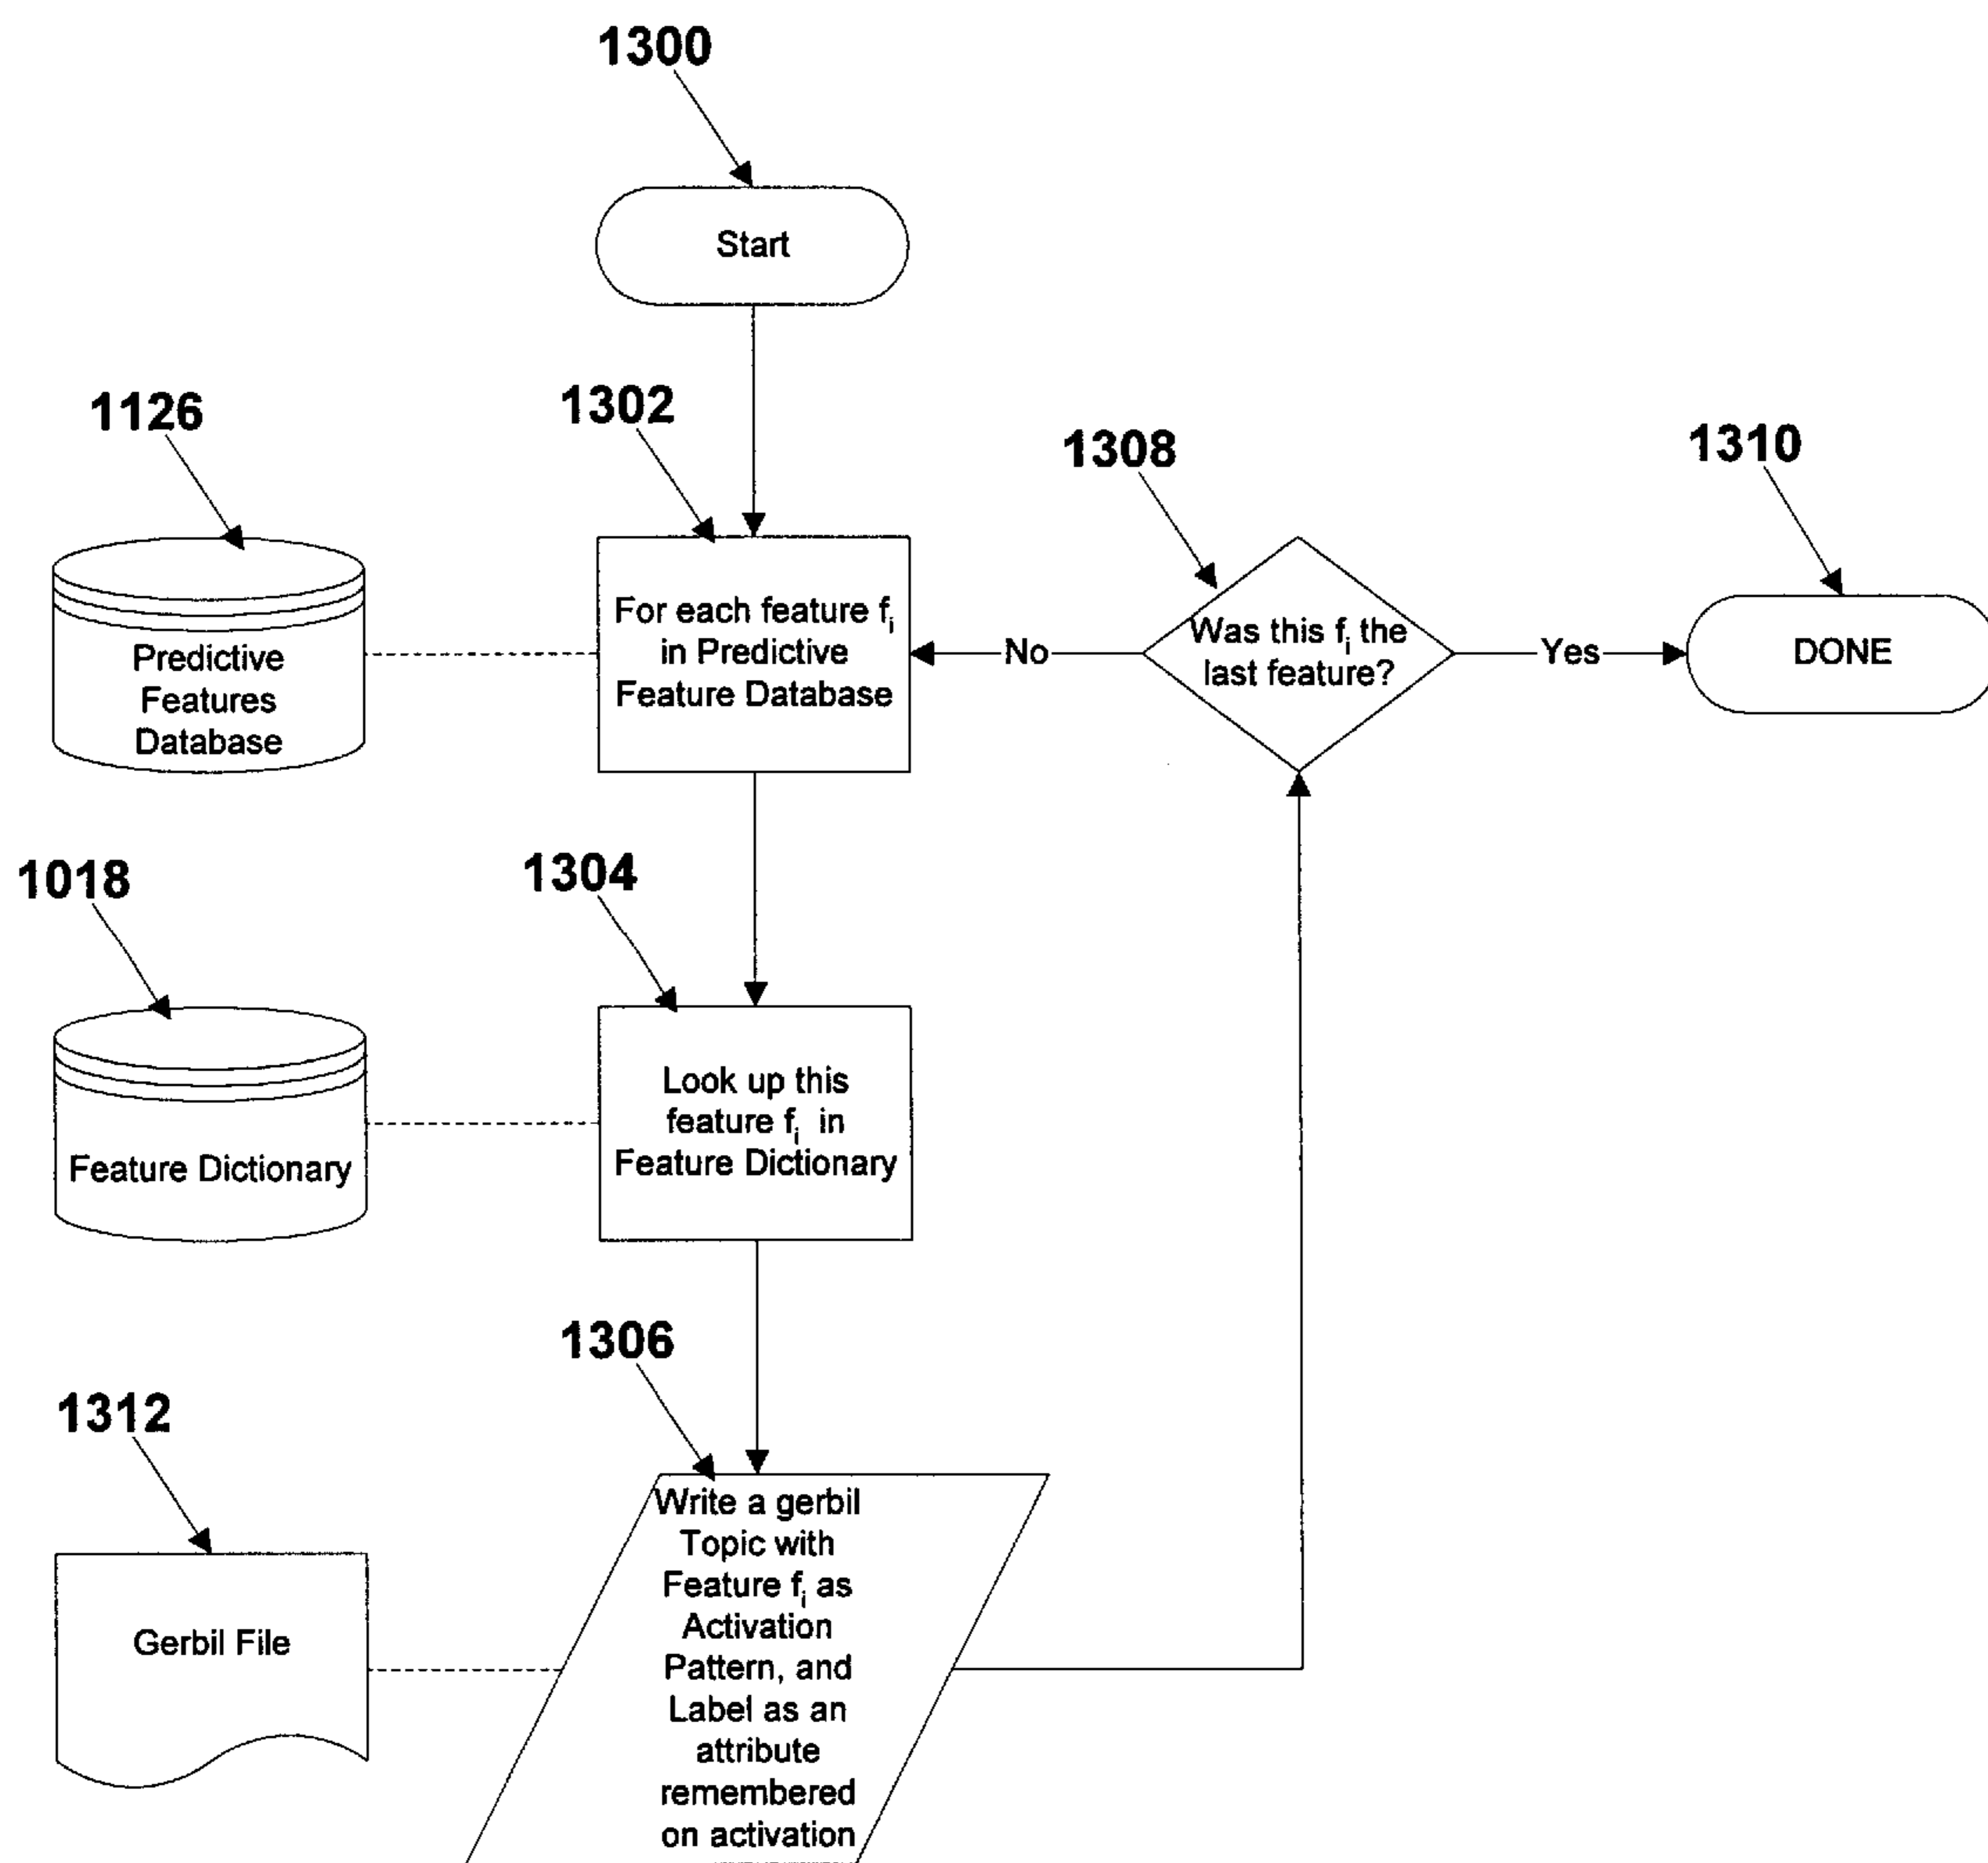 1300
Start
1126
1302
1308
1310
Predictive
Features
Database
For each feature fi
in Predictive
Feature Database
No
Was this fi the
last feature?
Yes
DONE
1018
1304
Feature Dictionary
Look up this
feature fi in
Feature Dictionary
1306
1312
Gerbil File
Write a gerbil
Topic with
Feature fi as
Activation
Pattern, and
Label as an
attribute
remembered
on activation